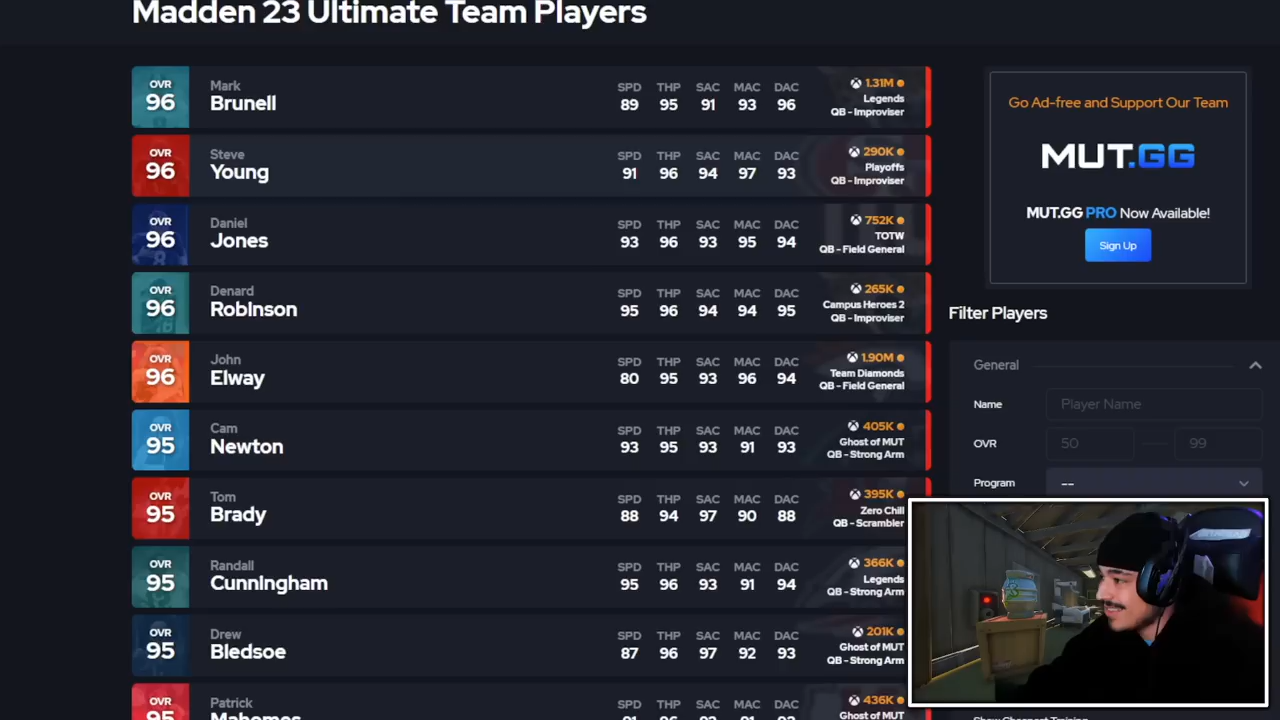 Madden 23 Ultimate Team Players
OVR
96
Mark
Brunell
SPD THP SAC MAC DAC
89 95 91 93 96
1.31M
Legends
QB - Improviser
OVR
96
Steve
Young
SPD THP SAC MAC DAC
91 96 94 97 93
290K
Playoffs
QB - Improviser
OVR
96
Daniel
Jones
SPD THP SAC MAC DAC
93 96 93 95 94
752K
TOTW
QB - Field General
OVR
96
Denard
Robinson
SPD THP SAC MAC DAC
95 96 94 94 95
265K
Campus Heroes 2
QB - Improviser
OVR
96
John
Elway
SPD THP SAC MAC DAC
80 95 93 96 94
1.90M
Team Diamonds
QB - Field General
OVR
95
Cam
Newton
SPD THP SAC MAC DAC
93 95 93 91 93
405K
Ghost of MUT
QB - Strong Arm
OVR
95
Tom
Brady
SPD THP SAC MAC DAC
88 94 97 90 88
395K
Zero Chill
QB - Scrambler
OVR
95
Randall
Cunningham
SPD THP SAC MAC DAC
95 96 93 91 94
366K
Legends
QB - Strong Arm
OVR
95
Drew
Bledsoe
SPD THP SAC MAC DAC
87 96 97 92 93
201K
Ghost of MUT
QB - Strong Arm
OVR
95
Patrick
Mahomes
SPD THP SAC MAC DAC
91 96 92 91 92
436K
Ghost of MUT
Go Ad-free and Support Our Team
MUT.GG
MUT.GG PRO Now Available!
Sign Up
Filter Players
General
Name Player Name
OVR 50 99
Program --